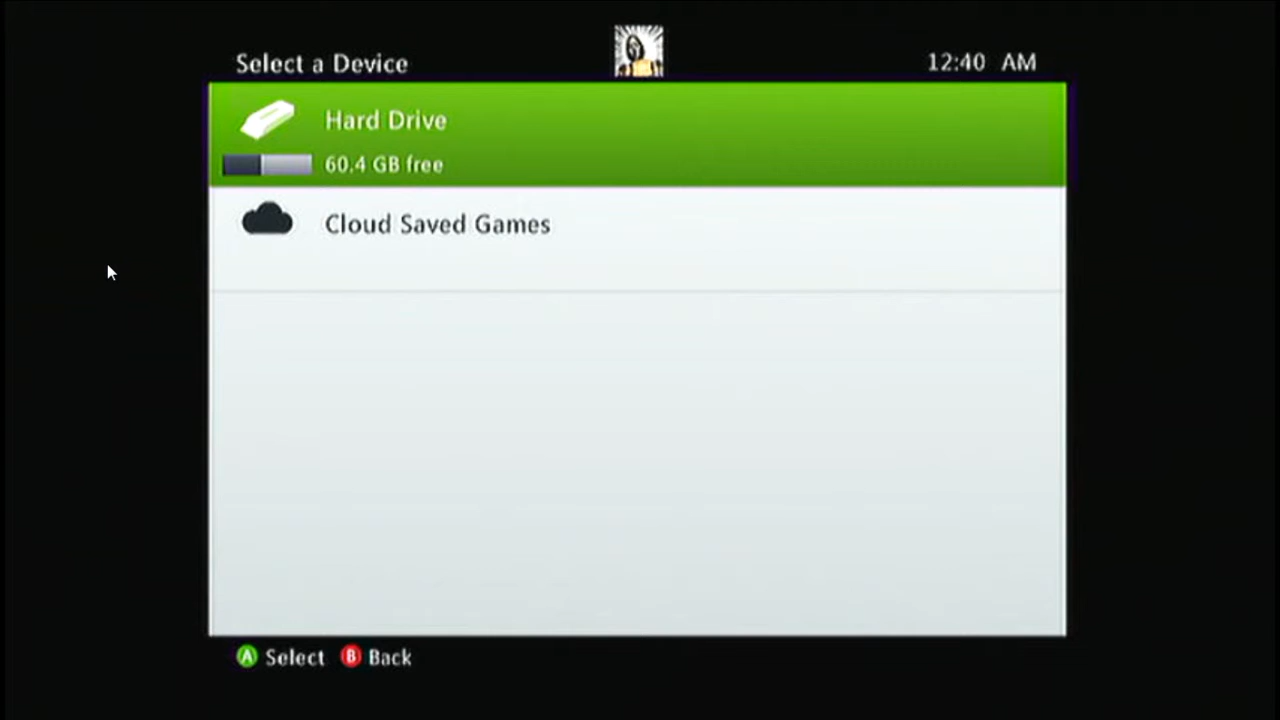 Select a Device
12:40 AM
Hard Drive
60.4 GB free
Cloud Saved Games
A Select B Back